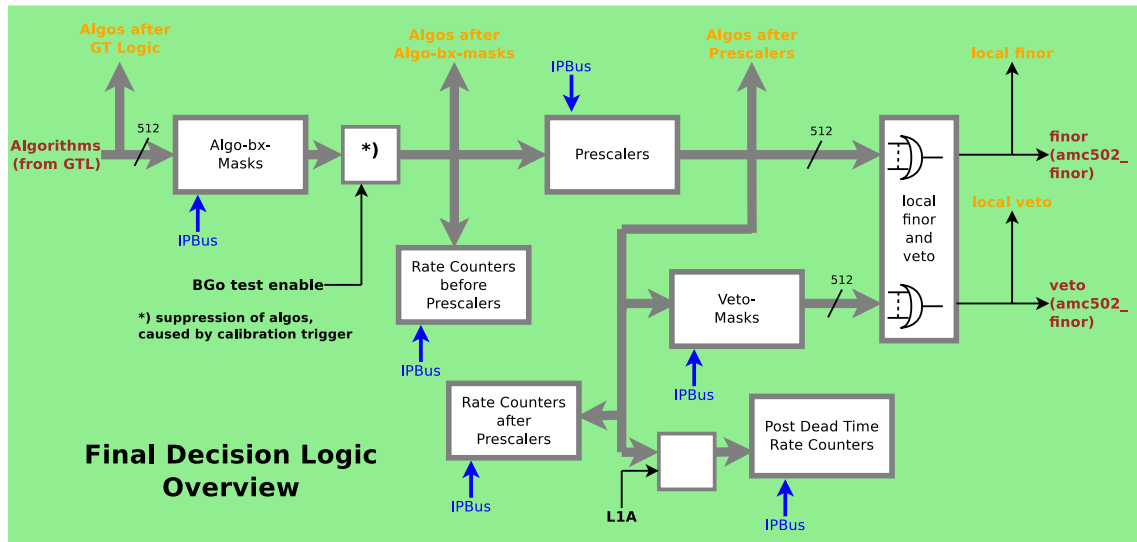 Algos after
GT Logic
Algos after
Algo-bx-masks
Algos after
Prescalers
local finor
IPBus
512
512
Algorithms
(from GTL)
Algo-bx-
Masks
*)
Prescalers
finor
(amc502_
finor)
local
finor
and
veto
local veto
IPBus
BGo test enable
Rate Counters
before
Prescalers
Veto-
Masks
512
veto
(amc502_
finor)
*) suppression of algos,
caused by calibration trigger
IPBus
IPBus
Rate Counters
after
Prescalers
Post Dead Time
Rate Counters
Final Decision Logic
Overview
IPBus
L1A
IPBus